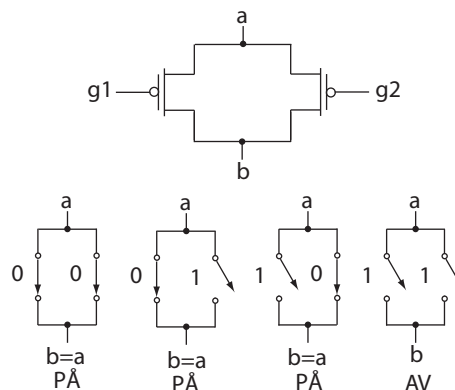 a
g1 g2
b
a a a a
0 0 0 1 1 0 1 1
b=a b=a b=a b
PÅ PÅ PÅ AV